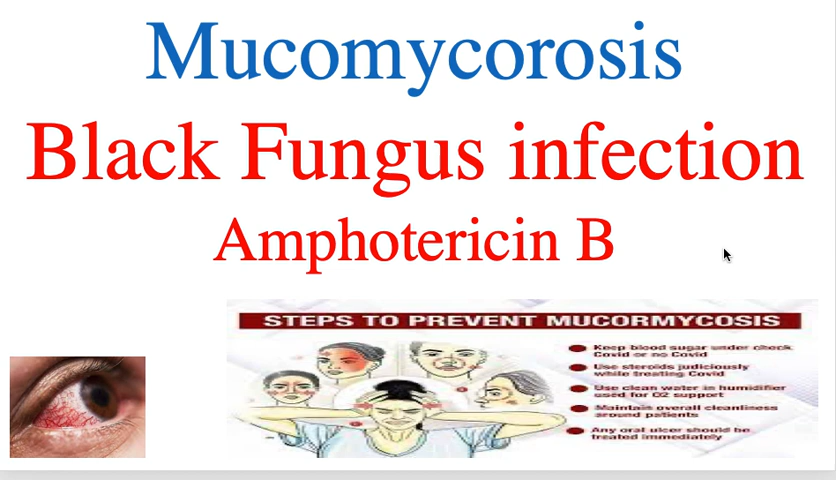 Mucomycorosis
Black Fungus infection
Amphotericin B
STEPS TO PREVENT MUCORMYCOSIS
Keep blood sugar under check
Covid or no Covid
Use steroids judiciously
while treating Covid
Use clean water in humidifier
used for O2 support
Maintain overall cleanliness
around patients
Any oral ulcer should be
treated immediately